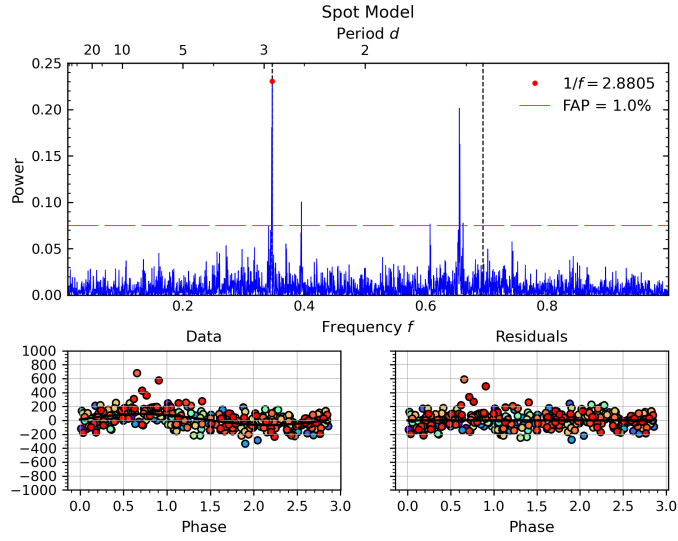 Spot Model
Period d
20 10 5 3 2
0.25
0.20
0.15
0.10
0.05
0.00
Power
1/f = 2.8805
FAP = 1.0%
0.2 0.4 0.6 0.8
Frequency f
Data
Residuals
1000
800
600
400
200
0
−200
−400
−600
−800
−1000
0.0 0.5 1.0 1.5 2.0 2.5 3.0
0.0 0.5 1.0 1.5 2.0 2.5 3.0
Phase
Phase